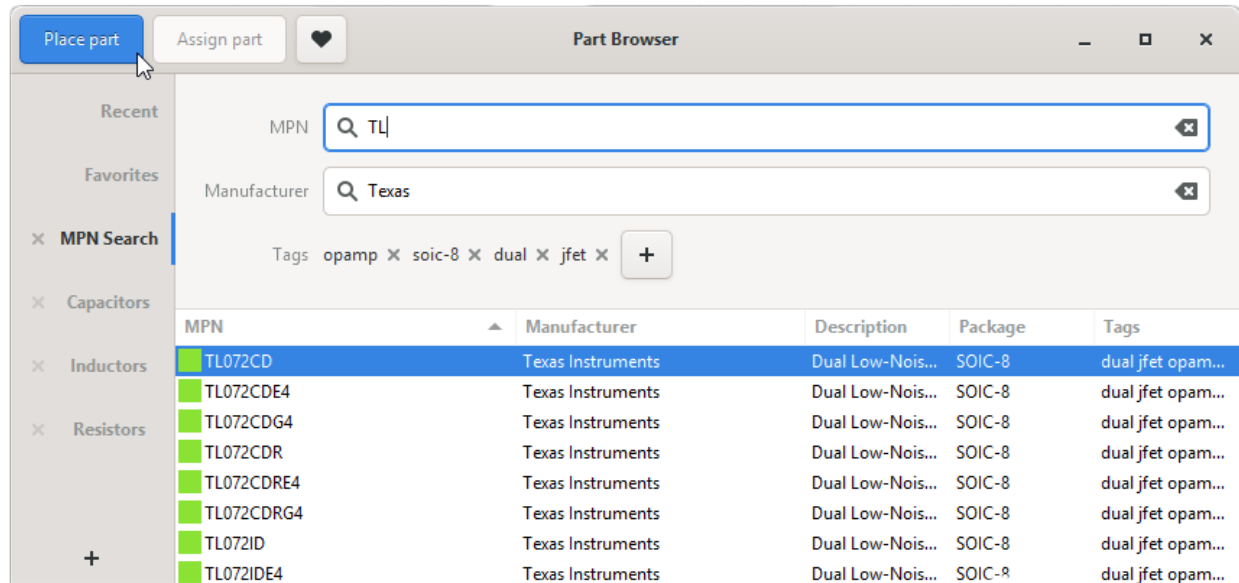 Place part Assign part Part Browser
Recent
MPN TL
Favorites
Manufacturer Texas
MPN Search
Tags opamp soic-8 dual jfet
Capacitors
MPN Manufacturer Description Package Tags
TL072CD Texas Instruments Dual Low-Nois... SOIC-8 dual jfet opam...
Inductors
TL072CDE4 Texas Instruments Dual Low-Nois... SOIC-8 dual jfet opam...
TL072CDG4 Texas Instruments Dual Low-Nois... SOIC-8 dual jfet opam...
Resistors
TL072CDR Texas Instruments Dual Low-Nois... SOIC-8 dual jfet opam...
TL072CDRE4 Texas Instruments Dual Low-Nois... SOIC-8 dual jfet opam...
TL072CDRG4 Texas Instruments Dual Low-Nois... SOIC-8 dual jfet opam...
TL072ID Texas Instruments Dual Low-Nois... SOIC-8 dual jfet opam...
TL072IDE4 Texas Instruments Dual Low-Nois... SOIC-8 dual jfet opam...